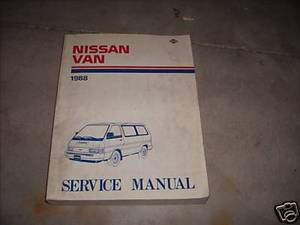 NISSAN
VAN
1988
SERVICE MANUAL